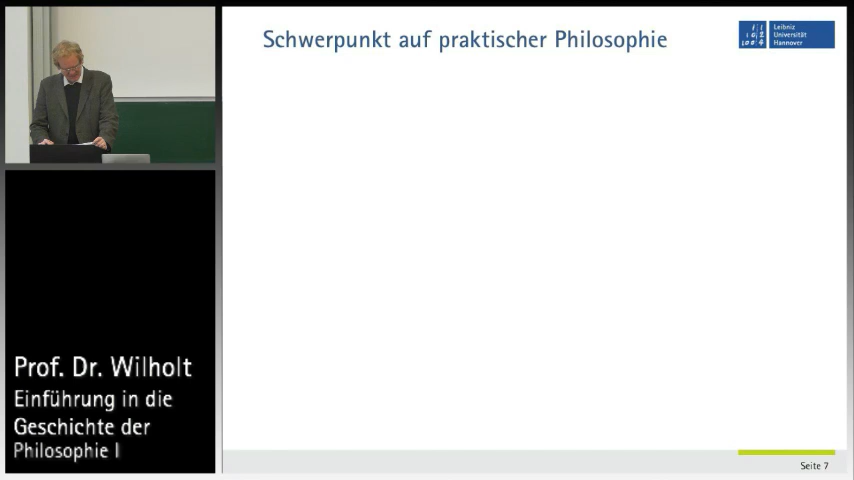 Schwerpunkt auf praktischer Philosophie
Leibniz
Universität
Hannover
Prof. Dr. Wilholt
Einführung in die
Geschichte der
Philosophie I
Seite 7